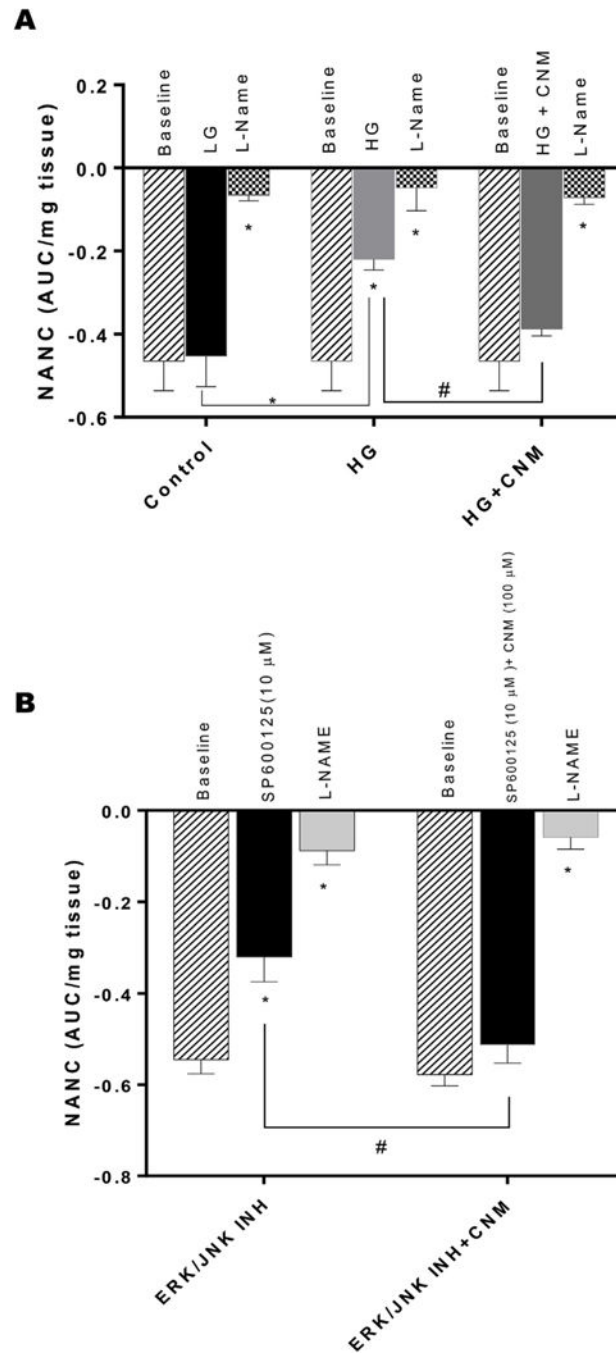 A
Baseline
LG
L-Name
Baseline
HG
L-Name
Baseline
HG + CNM
L-Name
NANC (AUC/mg tissue)
0.2
0.0
-0.2
-0.4
-0.6
*
*
*
*
*
#
Control
HG
HG+CNM
B
Baseline
SP600125(10 μM)
L-NAME
Baseline
SP600125 (10 μM )+ CNM (100 μM)
L-NAME
NANC (AUC/mg tissue)
0.0
-0.2
-0.4
-0.6
-0.8
*
*
*
#
ERK/JNK INH
ERK/JNK INH+CNM